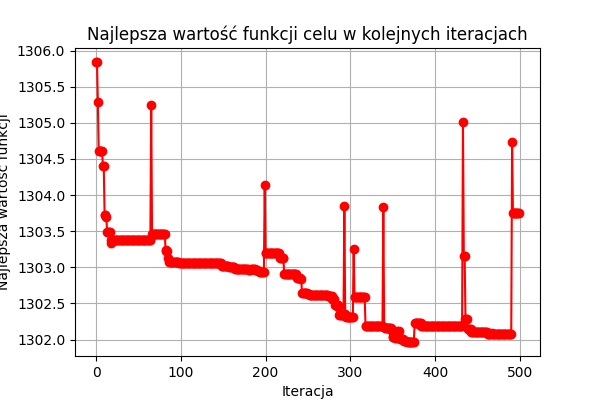 Najlepsza wartość funkcji celu w kolejnych iteracjach
1306.0
1305.5
1305.0
1304.5
1304.0
1303.5
1303.0
1302.5
1302.0
Najlepsza wartość funkcji
0 100 200 300 400 500
Iteracja